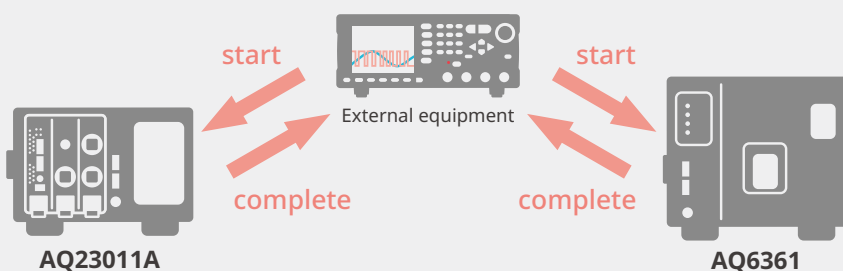 start
start
External equipment
complete
complete
AQ23011A
AQ6361